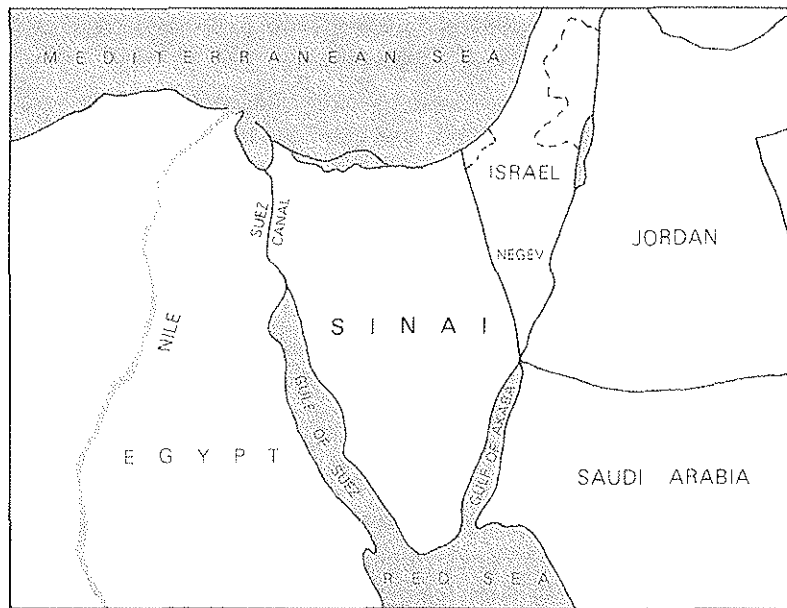 MEDITERRANEAN SEA
ISRAEL
SUEZ
CANAL
JORDAN
NEGEV
NILE
SINAI
GULF OF SUEZ
GULF OF AKABA
EGYPT
SAUDI ARABIA
RED SEA